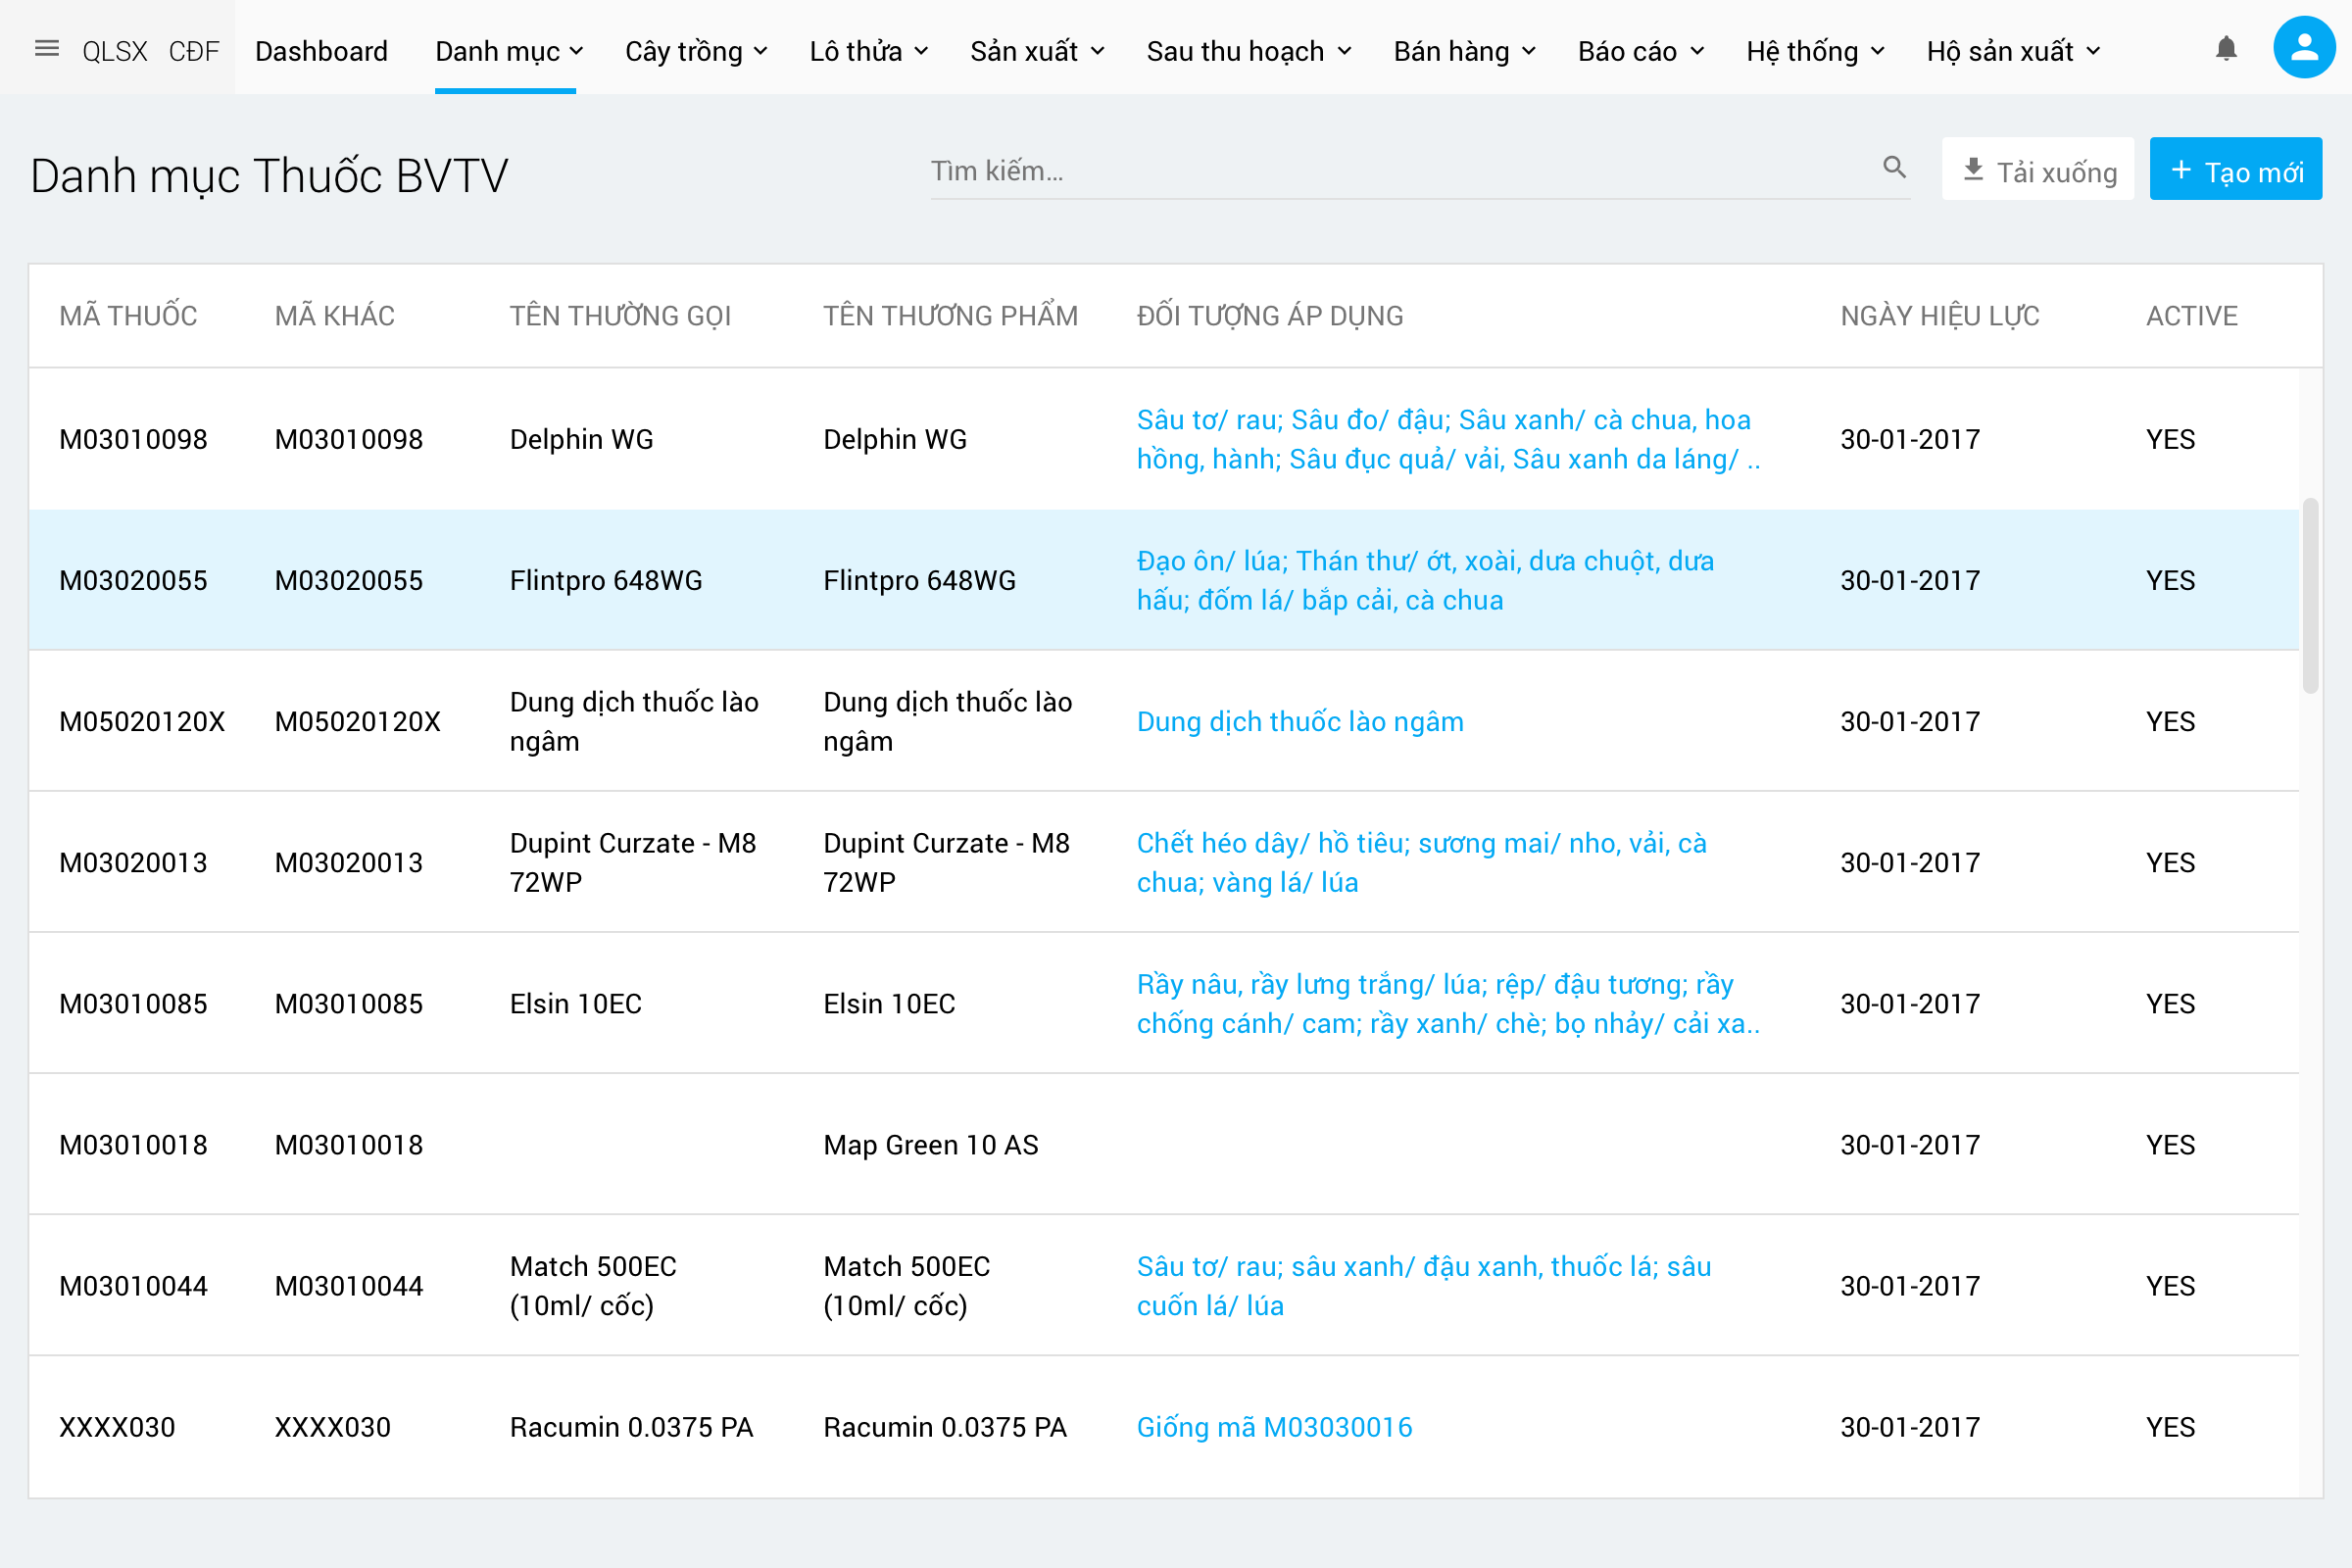 QLSX CĐF Dashboard Danh mục Cây trồng Lô thửa Sản xuất Sau thu hoạch Bán hàng Báo cáo Hệ thống Hộ sản xuất
Danh mục Thuốc BVTV Tìm kiếm... Tải xuống + Tạo mới
MÃ THUỐC MÃ KHÁC TÊN THƯỜNG GỌI TÊN THƯƠNG PHẨM ĐỐI TƯỢNG ÁP DỤNG NGÀY HIỆU LỰC ACTIVE
M03010098 M03010098 Delphin WG Delphin WG Sâu tơ/ rau; Sâu đo/ đậu; Sâu xanh/ cà chua, hoa
hồng, hành; Sâu đục quả/ vải, Sâu xanh da láng/ .. 30-01-2017 YES
M03020055 M03020055 Flintpro 648WG Flintpro 648WG Đạo ôn/ lúa; Thán thư/ ớt, xoài, dưa chuột, dưa
hấu; đốm lá/ bắp cải, cà chua 30-01-2017 YES
M05020120X M05020120X Dung dịch thuốc lào
ngâm Dung dịch thuốc lào
ngâm Dung dịch thuốc lào ngâm 30-01-2017 YES
M03020013 M03020013 Dupint Curzate - M8
72WP Dupint Curzate - M8
72WP Chết héo dây/ hồ tiêu; sương mai/ nho, vải, cà
chua; vàng lá/ lúa 30-01-2017 YES
M03010085 M03010085 Elsin 10EC Elsin 10EC Rầy nâu, rầy lưng trắng/ lúa; rệp/ đậu tương; rầy
chống cánh/ cam; rầy xanh/ chè; bọ nhảy/ cải xa.. 30-01-2017 YES
M03010018 M03010018 Map Green 10 AS 30-01-2017 YES
M03010044 M03010044 Match 500EC
(10ml/ cốc) Match 500EC
(10ml/ cốc) Sâu tơ/ rau; sâu xanh/ đậu xanh, thuốc lá; sâu
cuốn lá/ lúa 30-01-2017 YES
XXXX030 XXXX030 Racumin 0.0375 PA Racumin 0.0375 PA Giống mã M03030016 30-01-2017 YES